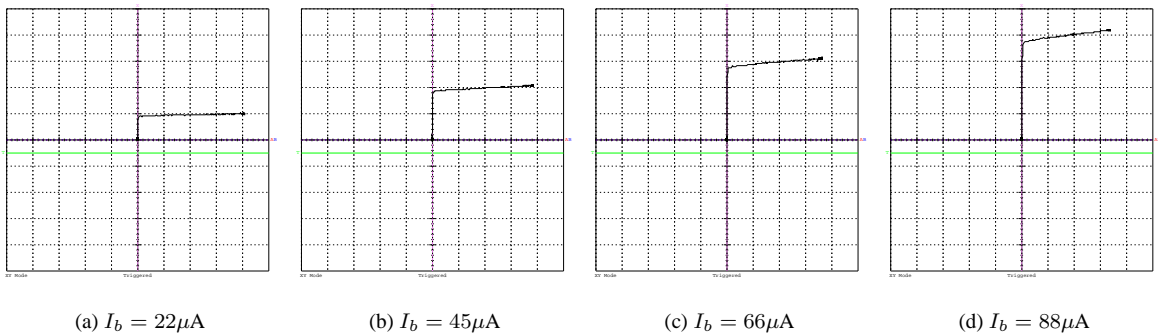 XY Mode
Triggered
XY Mode
Triggered
XY Mode
Triggered
XY Mode
Triggered
(a) I_b = 22μA
(b) I_b = 45μA
(c) I_b = 66μA
(d) I_b = 88μA